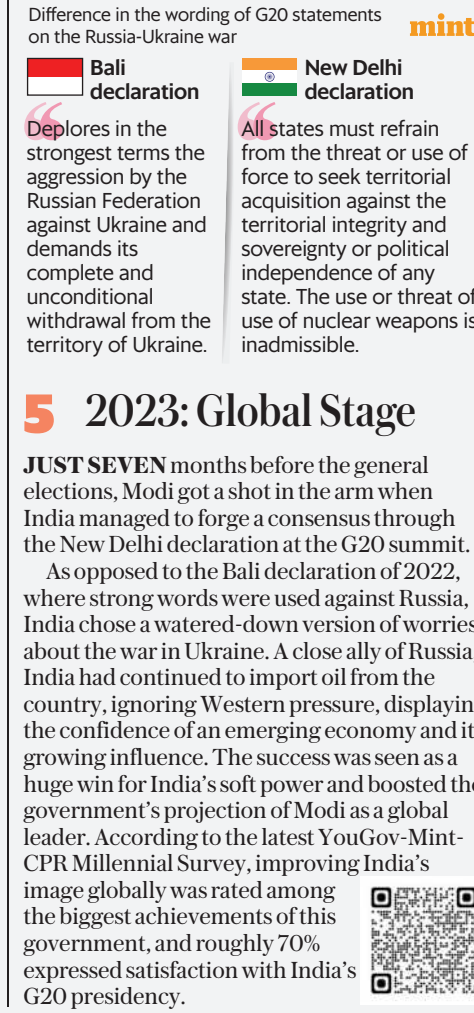 Difference in the wording of G20 statements
on the Russia-Ukraine war
mint
Bali
declaration
Deplores in the
strongest terms the
aggression by the
Russian Federation
against Ukraine and
demands its
complete and
unconditional
withdrawal from the
territory of Ukraine.
New Delhi
declaration
All states must refrain
from the threat or use of
force to seek territorial
acquisition against the
territorial integrity and
sovereignty or political
independence of any
state. The use or threat of
use of nuclear weapons is
inadmissible.
5 2023: Global Stage
JUST SEVEN months before the general
elections, Modi got a shot in the arm when
India managed to forge a consensus through
the New Delhi declaration at the G20 summit.
As opposed to the Bali declaration of 2022,
where strong words were used against Russia,
India chose a watered-down version of worries
about the war in Ukraine. A close ally of Russia
India had continued to import oil from the
country, ignoring Western pressure, displayin
the confidence of an emerging economy and it
growing influence. The success was seen as a
huge win for India's soft power and boosted the
government's projection of Modi as a global
leader. According to the latest YouGov-Mint-
CPR Millennial Survey, improving India's
image globally was rated among
the biggest achievements of this
government, and roughly 70%
expressed satisfaction with India's
G20 presidency.